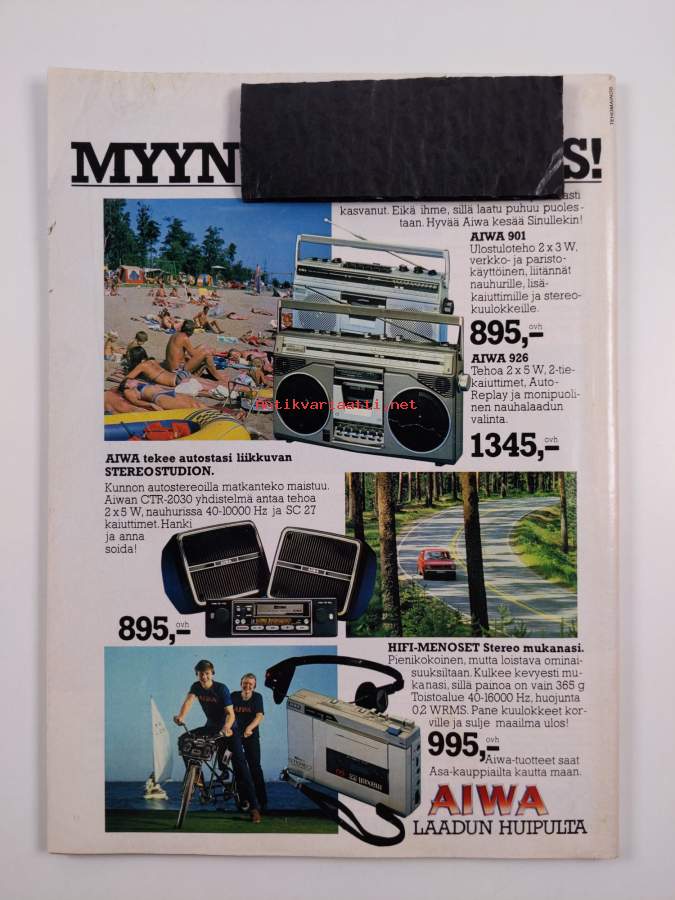 TEHOMAINOS
MYYN S!
asti
kasvanut. Eikä ihme, sillä laatu puhuu puoles-
taan. Hyvää Aiwa kesää Sinullekin!
AIWA 901
Ulostuloteho 2 x 3 W,
verkko- ja paristo-
käyttöinen, liitännät
nauhurille, lisä-
kaiuttimille ja stereo-
kuulokkeille.
895,- ovh
AIWA 926
Tehoa 2 x 5 W, 2-tie-
kaiuttimet, Auto-
Replay ja monipuoli-
nen nauhalaadun
valinta.
1345,- ovh
Antikvariaatti.net
AIWA tekee autostasi liikkuvan
STEREOSTUDION.
Kunnon autostereoilla matkanteko maistuu.
Aiwan CTR-2030 yhdistelmä antaa tehoa
2 x 5 W, nauhurissa 40-10000 Hz ja SC 27
kaiuttimet. Hanki
ja anna
soida!
895,- ovh
HIFI-MENOSET Stereo mukanasi.
Pienikokoinen, mutta loistava ominai-
suuksiltaan. Kulkee kevyesti mu-
kanasi, sillä painoa on vain 365 g
Toistoalue 40-16000 Hz, huojunta
0,2 WRMS. Pane kuulokkeet kor-
ville ja sulje maailma ulos!
995,- ovh
Aiwa-tuotteet saat
Asa-kauppiailta kautta maan.
AIWA
LAADUN HUIPULTA
maxell